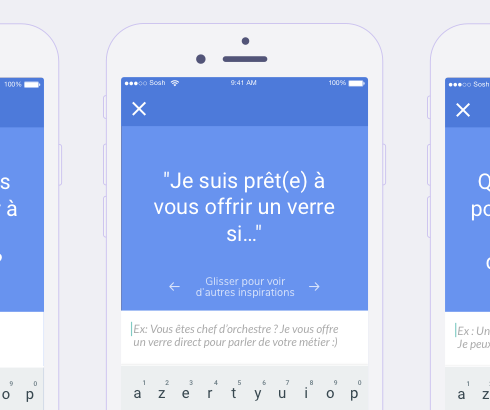 100%
s
à
?
9 0
o p
Sosh 9:41 AM 100%
"Je suis prêt(e) à
vous offrir un verre
si..."
← Glisser pour voir →
d'autres inspirations
Ex: Vous êtes chef d'orchestre ? Je vous offre
un verre direct pour parler de votre métier :)
1 2 3 4 5 6 7 8 9 0
a z e r t y u i o p
Sosh
Q
po
Ex : Un
Je peux
1
a z